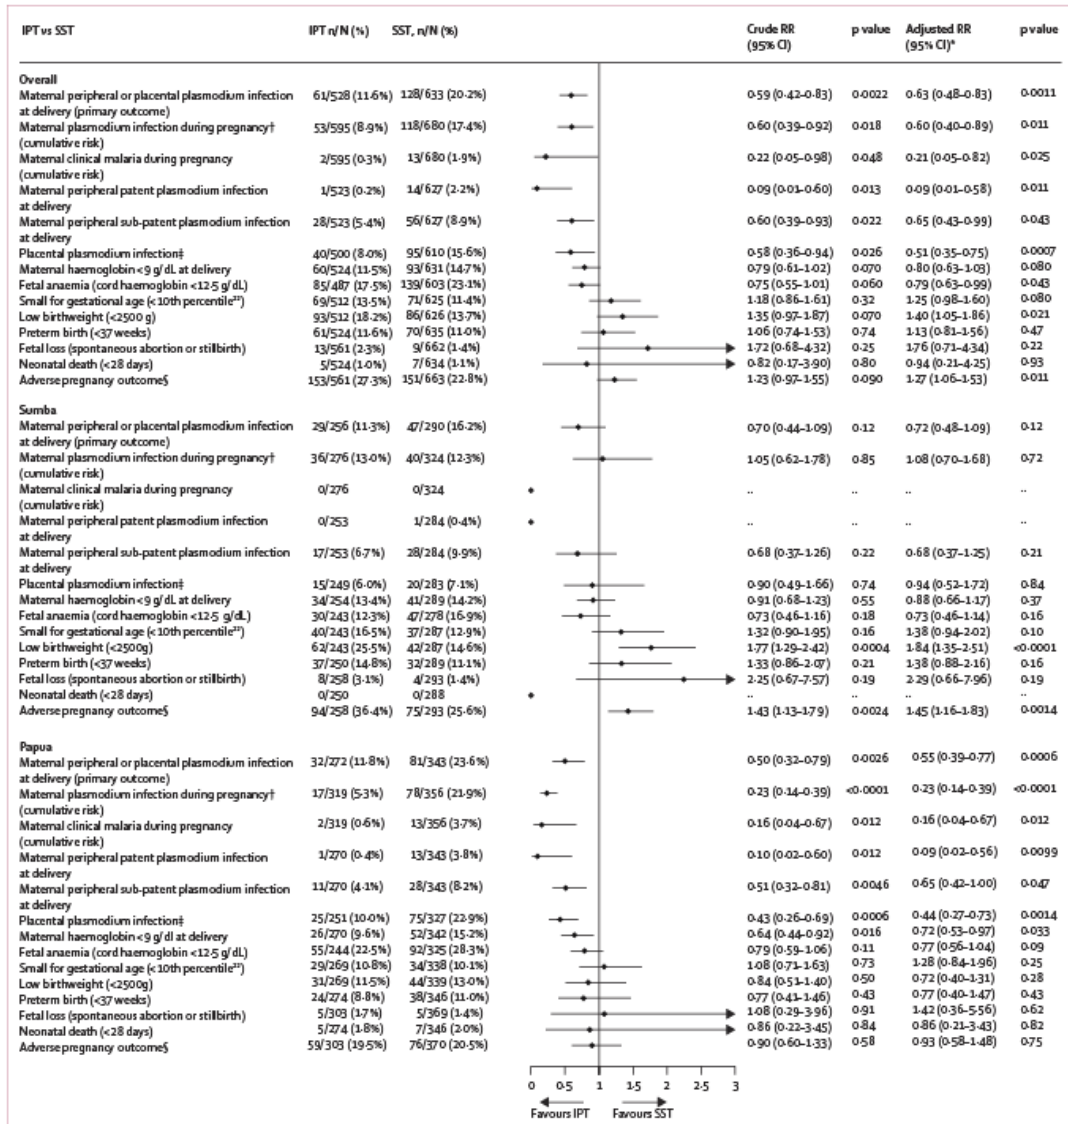 IPT vs SST IPT n/N (%) SST, n/N (%) Crude RR (95% CI) p value Adjusted RR (95% CI)* p value
Overall
Maternal peripheral or placental plasmodium infection 61/528 (11·6%) 128/633 (20·2%) 0·59 (0·42–0·83) 0·0022 0·63 (0·48–0·83) 0·0011
at delivery (primary outcome)
Maternal plasmodium infection during pregnancy† 53/595 (8·9%) 118/680 (17·4%) 0·60 (0·39–0·92) 0·018 0·60 (0·40–0·89) 0·011
(cumulative risk)
Maternal clinical malaria during pregnancy 2/595 (0·3%) 13/680 (1·9%) 0·22 (0·05–0·98) 0·048 0·21 (0·05–0·82) 0·025
(cumulative risk)
Maternal peripheral patent plasmodium infection 1/523 (0·2%) 14/627 (2·2%) 0·09 (0·01–0·60) 0·013 0·09 (0·01–0·58) 0·011
at delivery
Maternal peripheral sub-patent plasmodium infection 28/523 (5·4%) 56/627 (8·9%) 0·60 (0·39–0·93) 0·022 0·65 (0·43–0·99) 0·043
at delivery
Placental plasmodium infection‡ 40/500 (8·0%) 95/610 (15·6%) 0·58 (0·36–0·94) 0·026 0·51 (0·35–0·75) 0·0007
Maternal haemoglobin <9 g/dL at delivery 60/524 (11·5%) 93/631 (14·7%) 0·79 (0·61–1·02) 0·070 0·80 (0·63–1·03) 0·080
Fetal anaemia (cord haemoglobin <12·5 g/dL) 85/487 (17·5%) 139/603 (23·1%) 0·75 (0·55–1·01) 0·060 0·79 (0·63–0·99) 0·043
Small for gestational age (<10th percentile²²) 69/512 (13·5%) 71/625 (11·4%) 1·18 (0·86–1·61) 0·32 1·25 (0·98–1·60) 0·080
Low birthweight (<2500 g) 93/512 (18·2%) 86/626 (13·7%) 1·35 (0·97–1·87) 0·070 1·40 (1·05–1·86) 0·021
Preterm birth (<37 weeks) 61/524 (11·6%) 70/635 (11·0%) 1·06 (0·74–1·53) 0·74 1·13 (0·81–1·56) 0·47
Fetal loss (spontaneous abortion or stillbirth) 13/561 (2·3%) 9/662 (1·4%) 1·72 (0·68–4·32) 0·25 1·76 (0·71–4·34) 0·22
Neonatal death (<28 days) 5/524 (1·0%) 7/634 (1·1%) 0·82 (0·17–3·90) 0·80 0·94 (0·21–4·25) 0·93
Adverse pregnancy outcome§ 153/561 (27·3%) 151/663 (22·8%) 1·23 (0·97–1·55) 0·090 1·27 (1·06–1·53) 0·011
Sumba
Maternal peripheral or placental plasmodium infection 29/256 (11·3%) 47/290 (16·2%) 0·70 (0·44–1·09) 0·12 0·72 (0·48–1·09) 0·12
at delivery (primary outcome)
Maternal plasmodium infection during pregnancy† 36/276 (13·0%) 40/324 (12·3%) 1·05 (0·62–1·78) 0·85 1·08 (0·70–1·68) 0·72
(cumulative risk)
Maternal clinical malaria during pregnancy 0/276 0/324 ·· ·· ·· ··
(cumulative risk)
Maternal peripheral patent plasmodium infection 0/253 1/284 (0·4%) ·· ·· ·· ··
at delivery
Maternal peripheral sub-patent plasmodium infection 17/253 (6·7%) 28/284 (9·9%) 0·68 (0·37–1·26) 0·22 0·68 (0·37–1·25) 0·21
at delivery
Placental plasmodium infection‡ 15/249 (6·0%) 20/283 (7·1%) 0·90 (0·49–1·66) 0·74 0·94 (0·52–1·72) 0·84
Maternal haemoglobin <9 g/dL at delivery 34/254 (13·4%) 41/289 (14·2%) 0·91 (0·68–1·23) 0·55 0·88 (0·66–1·17) 0·37
Fetal anaemia (cord haemoglobin <12·5 g/dL) 30/243 (12·3%) 47/278 (16·9%) 0·73 (0·46–1·16) 0·18 0·73 (0·46–1·14) 0·16
Small for gestational age (<10th percentile²²) 40/243 (16·5%) 37/287 (12·9%) 1·32 (0·90–1·95) 0·16 1·38 (0·94–2·02) 0·10
Low birthweight (<2500g) 62/243 (25·5%) 42/287 (14·6%) 1·77 (1·29–2·42) 0·0004 1·84 (1·35–2·51) <0·0001
Preterm birth (<37 weeks) 37/250 (14·8%) 32/289 (11·1%) 1·33 (0·86–2·07) 0·21 1·38 (0·88–2·16) 0·16
Fetal loss (spontaneous abortion or stillbirth) 8/258 (3·1%) 4/293 (1·4%) 2·25 (0·67–7·57) 0·19 2·29 (0·66–7·96) 0·19
Neonatal death (<28 days) 0/250 0/288 ·· ·· ·· ··
Adverse pregnancy outcome§ 94/258 (36·4%) 75/293 (25·6%) 1·43 (1·13–1·79) 0·0024 1·45 (1·16–1·83) 0·0014
Papua
Maternal peripheral or placental plasmodium infection 32/272 (11·8%) 81/343 (23·6%) 0·50 (0·32–0·79) 0·0026 0·55 (0·39–0·77) 0·0006
at delivery (primary outcome)
Maternal plasmodium infection during pregnancy† 17/319 (5·3%) 78/356 (21·9%) 0·23 (0·14–0·39) <0·0001 0·23 (0·14–0·39) <0·0001
(cumulative risk)
Maternal clinical malaria during pregnancy 2/319 (0·6%) 13/356 (3·7%) 0·16 (0·04–0·67) 0·012 0·16 (0·04–0·67) 0·012
(cumulative risk)
Maternal peripheral patent plasmodium infection 1/270 (0·4%) 13/343 (3·8%) 0·10 (0·02–0·60) 0·012 0·09 (0·02–0·56) 0·0099
at delivery
Maternal peripheral sub-patent plasmodium infection 11/270 (4·1%) 28/343 (8·2%) 0·51 (0·32–0·81) 0·0046 0·65 (0·42–1·00) 0·047
at delivery
Placental plasmodium infection‡ 25/251 (10·0%) 75/327 (22·9%) 0·43 (0·26–0·69) 0·0006 0·44 (0·27–0·73) 0·0014
Maternal haemoglobin <9 g/dl at delivery 26/270 (9·6%) 52/342 (15·2%) 0·64 (0·44–0·92) 0·016 0·72 (0·53–0·97) 0·033
Fetal anaemia (cord haemoglobin <12·5 g/dL) 55/244 (22·5%) 92/325 (28·3%) 0·79 (0·59–1·06) 0·11 0·77 (0·56–1·04) 0·09
Small for gestational age (<10th percentile²²) 29/269 (10·8%) 34/338 (10·1%) 1·08 (0·71–1·63) 0·73 1·28 (0·84–1·96) 0·25
Low birthweight (<2500g) 31/269 (11·5%) 44/339 (13·0%) 0·84 (0·51–1·40) 0·50 0·72 (0·40–1·31) 0·28
Preterm birth (<37 weeks) 24/274 (8·8%) 38/346 (11·0%) 0·77 (0·41–1·46) 0·43 0·77 (0·40–1·47) 0·43
Fetal loss (spontaneous abortion or stillbirth) 5/303 (1·7%) 5/369 (1·4%) 1·08 (0·29–3·96) 0·91 1·42 (0·36–5·56) 0·62
Neonatal death (<28 days) 5/274 (1·8%) 7/346 (2·0%) 0·86 (0·22–3·45) 0·84 0·86 (0·21–3·43) 0·82
Adverse pregnancy outcome§ 59/303 (19·5%) 76/370 (20·5%) 0·90 (0·60–1·33) 0·58 0·93 (0·58–1·48) 0·75
0 0·5 1 1·5 2 2·5 3
Favours IPT Favours SST